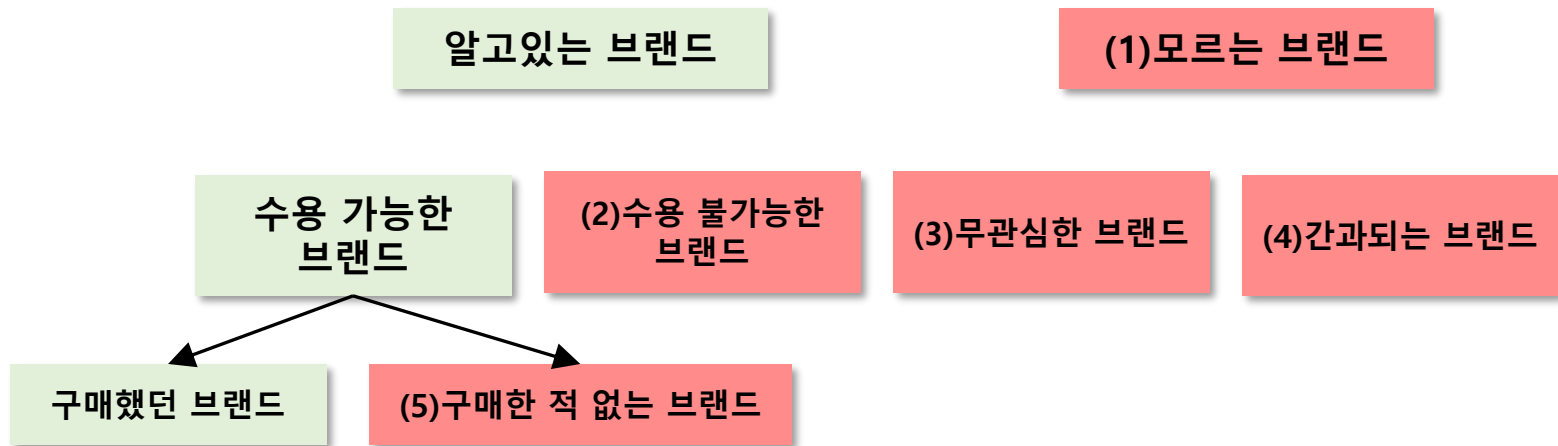 알고있는 브랜드
(1)모르는 브랜드
수용 가능한
브랜드
(2)수용 불가능한
브랜드
(3)무관심한 브랜드
(4)간과되는 브랜드
구매했던 브랜드
(5)구매한 적 없는 브랜드